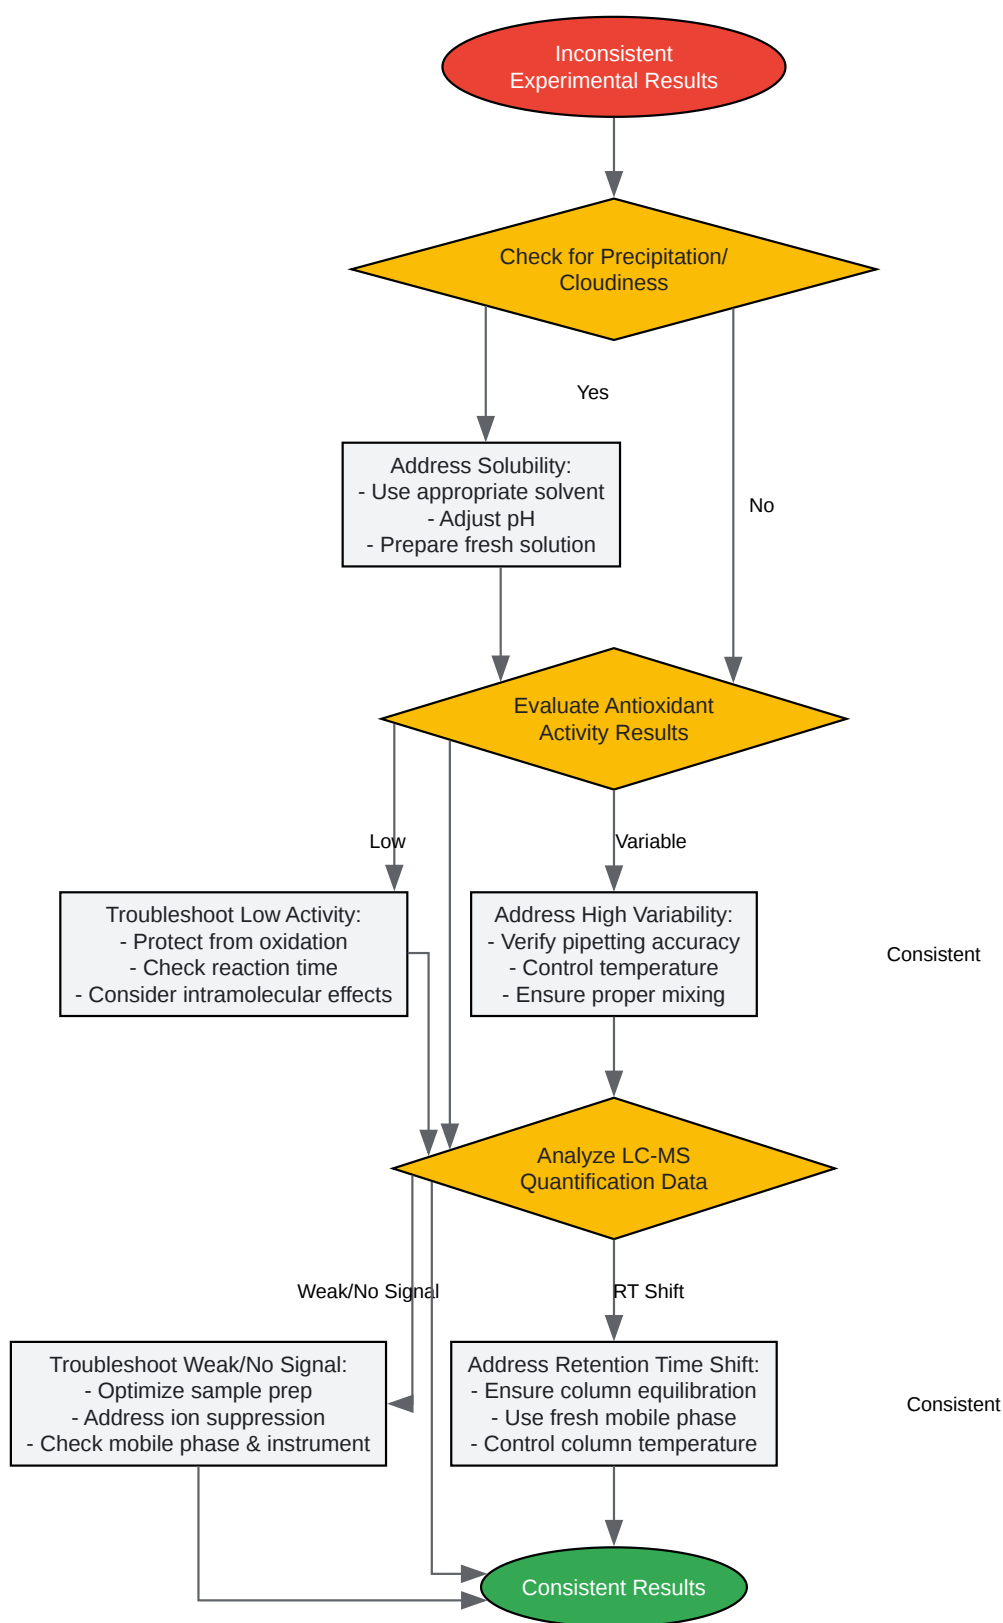 Inconsistent
Experimental Results
Check for Precipitation/
Cloudiness
Yes
Address Solubility:
- Use appropriate solvent
- Adjust pH
- Prepare fresh solution
No
Evaluate Antioxidant
Activity Results
Low
Variable
Troubleshoot Low Activity:
- Protect from oxidation
- Check reaction time
- Consider intramolecular effects
Address High Variability:
- Verify pipetting accuracy
- Control temperature
- Ensure proper mixing
Consistent
Analyze LC-MS
Quantification Data
Weak/No Signal
RT Shift
Troubleshoot Weak/No Signal:
- Optimize sample prep
- Address ion suppression
- Check mobile phase & instrument
Address Retention Time Shift:
- Ensure column equilibration
- Use fresh mobile phase
- Control column temperature
Consistent
Consistent Results